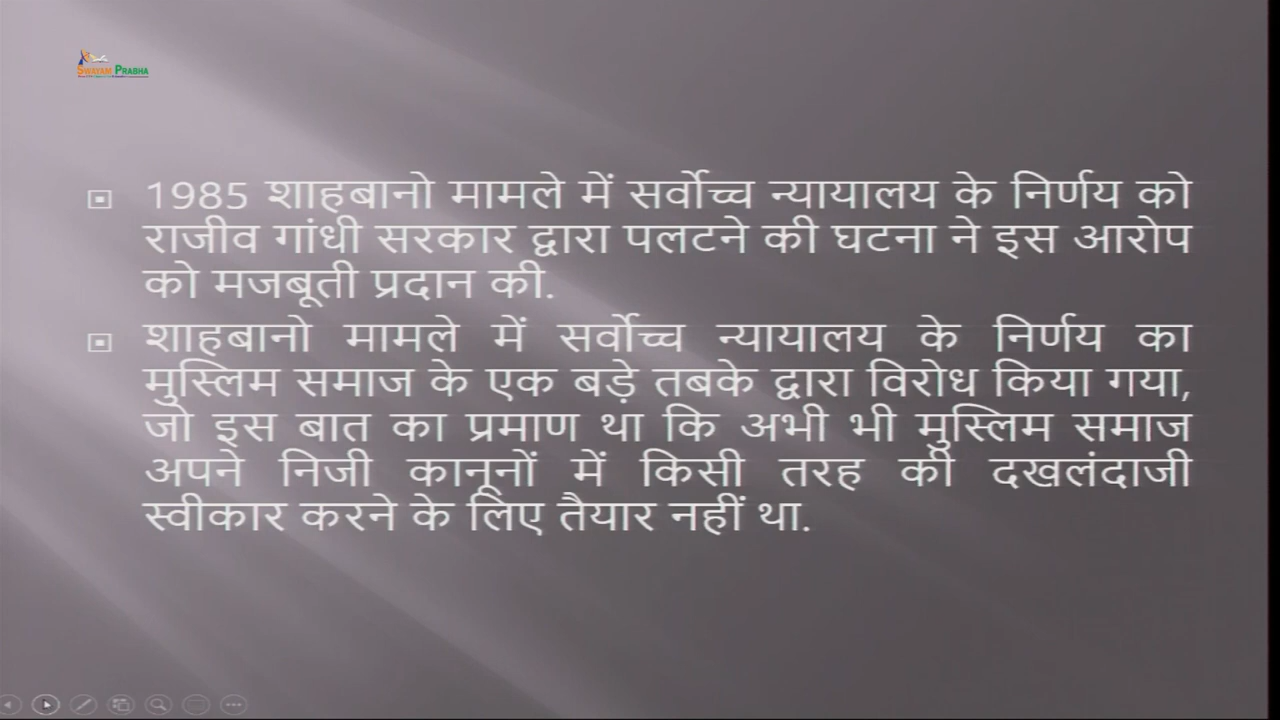 SWAYAM PRABHA
1985 शाहबानो मामले में सर्वोच्च न्यायालय के निर्णय को
राजीव गांधी सरकार द्वारा पलटने की घटना ने इस आरोप
को मजबूती प्रदान की.
शाहबानो मामले में सर्वोच्च न्यायालय के निर्णय का
मुस्लिम समाज के एक बड़े तबके द्वारा विरोध किया गया,
जो इस बात का प्रमाण था कि अभी भी मुस्लिम समाज
अपने निजी कानूनों में किसी तरह की दखलंदाजी
स्वीकार करने के लिए तैयार नहीं था.